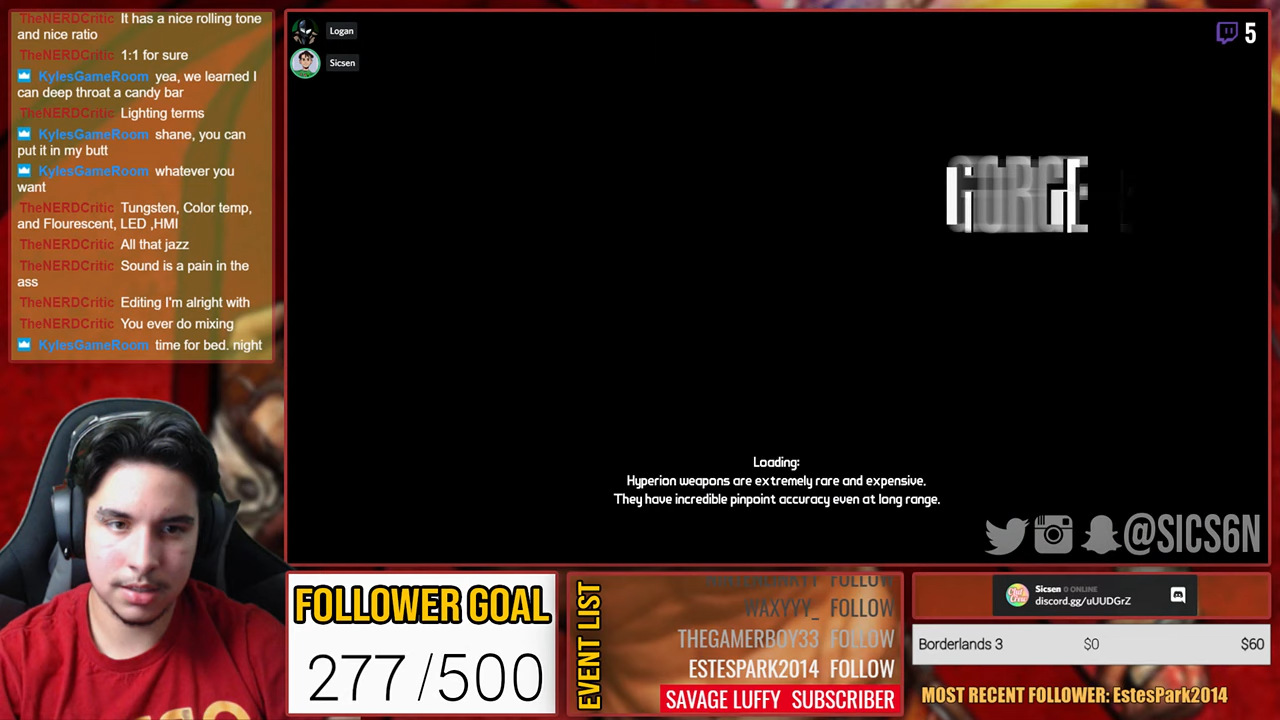 TheNERDCritic It has a nice rolling tone
and nice ratio
TheNERDCritic 1:1 for sure
KylesGameRoom yea, we learned I
can deep throat a candy bar
TheNERDCritic Lighting terms
KylesGameRoom shane, you can
put it in my butt
KylesGameRoom whatever you
want
TheNERDCritic Tungsten, Color temp,
and Flourescent, LED ,HMI
TheNERDCritic All that jazz
TheNERDCritic Sound is a pain in the
ass
TheNERDCritic Editing I'm alright with
TheNERDCritic You ever do mixing
KylesGameRoom time for bed. night
Logan
Sicsen
5
Loading:
Hyperion weapons are extremely rare and expensive.
They have incredible pinpoint accuracy even at long range.
@SICS6N
FOLLOWER GOAL
277/500
EVENT LIST
FOLLOW
WAXYYY_ FOLLOW
THEGAMERBOY33 FOLLOW
ESTESPARK2014 FOLLOW
SAVAGE LUFFY SUBSCRIBER
Sicsen 0 ONLINE
discord.gg/uUUDGrZ
Borderlands 3 $0 $60
MOST RECENT FOLLOWER: EstesPark2014